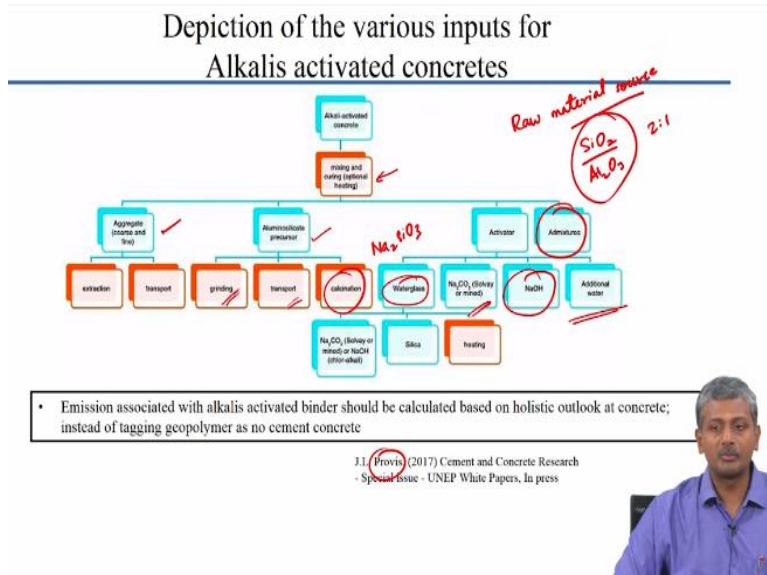 Depiction of the various inputs for
Alkalis activated concretes
Raw material source
SiO2
Al2O3
2:1
Alkali-activated
concrete
mixing and
curing (optional
heating)
Na2SiO3
Aggregate
(coarse and
fine)
Aluminosilicate
precursor
Activator
Admixtures
extraction
transport
grinding
transport
calcination
Waterglass
Na2CO3 (Solvay
or mined)
NaOH
Additional
water
Na2CO3 (Solvay or
mined) or NaOH
(chlor-alkali)
Silica
heating
• Emission associated with alkalis activated binder should be calculated based on holistic outlook at concrete;
instead of tagging geopolymer as no cement concrete
J.L. Provis, (2017) Cement and Concrete Research
- Special issue - UNEP White Papers, In press